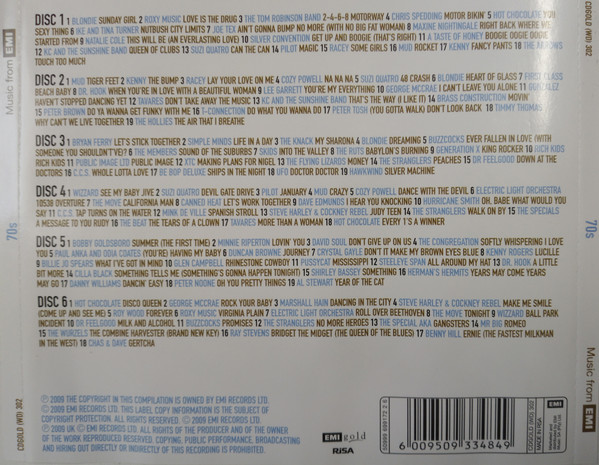 DISC 1 1 BLONDIE SUNDAY GIRL 2 ROXY MUSIC LOVE IS THE DRUG 3 THE TOM ROBINSON BAND 2-4-6-8 MOTORWAY 4 CHRIS SPEDDING MOTOR BIKIN' 5 HOT CHOCOLATE YOU
SEXY THING 6 IKE AND TINA TURNER NUTBUSH CITY LIMITS 7 JOE TEX AIN'T GONNA BUMP NO MORE (WITH NO BIG FAT WOMAN) 8 MAXINE NIGHTINGALE RIGHT BACK WHERE WE
STARTED FROM 9 NATALIE COLE THIS WILL BE (AN EVERLASTING LOVE) 10 SILVER CONVENTION GET UP AND BOOGIE (THAT'S RIGHT) 11 A TASTE OF HONEY BOOGIE OOGIE OOGIE
12 KC AND THE SUNSHINE BAND QUEEN OF CLUBS 13 SUZI QUATRO CAN THE CAN 14 PILOT MAGIC 15 RACEY SOME GIRLS 16 MUD ROCKET 17 KENNY FANCY PANTS 18 THE ARROWS
TOUCH TOO MUCH
DISC 2 1 MUD TIGER FEET 2 KENNY THE BUMP 3 RACEY LAY YOUR LOVE ON ME 4 COZY POWELL NA NA NA 5 SUZI QUATRO 48 CRASH 6 BLONDIE HEART OF GLASS 7 FIRST CLASS
BEACH BABY 8 DR. HOOK WHEN YOU'RE IN LOVE WITH A BEAUTIFUL WOMAN 9 LEE GARRETT YOU'RE MY EVERYTHING 10 GEORGE MCCRAE I CAN'T LEAVE YOU ALONE 11 GONZALEZ
HAVEN'T STOPPED DANCING YET 12 TAVARES DON'T TAKE AWAY THE MUSIC 13 KC AND THE SUNSHINE BAND THAT'S THE WAY (I LIKE IT) 14 BRASS CONSTRUCTION MOVIN'
15 PETER BROWN DO YA WANNA GET FUNKY WITH ME 16 T-CONNECTION DO WHAT YOU WANNA DO 17 PETER TOSH (YOU GOTTA WALK) DON'T LOOK BACK 18 TIMMY THOMAS
WHY CAN'T WE LIVE TOGETHER 19 THE HOLLIES THE AIR THAT I BREATHE
DISC 3 1 BRYAN FERRY LET'S STICK TOGETHER 2 SIMPLE MINDS LIFE IN A DAY 3 THE KNACK MY SHARONA 4 BLONDIE DREAMING 5 BUZZCOCKS EVER FALLEN IN LOVE (WITH
SOMEONE YOU SHOULDN'TVE?) 6 THE MEMBERS SOUND OF THE SUBURBS 7 SKIDS INTO THE VALLEY 8 THE RUTS BABYLON'S BURNING 9 GENERATION X KING ROCKER 10 RICH KIDS
RICH KIDS 11 PUBLIC IMAGE LTD PUBLIC IMAGE 12 XTC MAKING PLANS FOR NIGEL 13 THE FLYING LIZARDS MONEY 14 THE STRANGLERS PEACHES 15 DR FEELGOOD DOWN AT THE
DOCTORS 16 C.C.S. WHOLE LOTTA LOVE 17 BE BOP DELUXE SHIPS IN THE NIGHT 18 UFO DOCTOR DOCTOR 19 HAWKWIND SILVER MACHINE
DISC 4 1 WIZZARD SEE MY BABY JIVE 2 SUZI QUATRO DEVIL GATE DRIVE 3 PILOT JANUARY 4 MUD CRAZY 5 COZY POWELL DANCE WITH THE DEVIL 6 ELECTRIC LIGHT ORCHESTRA
10538 OVERTURE 7 THE MOVE CALIFORNIA MAN 8 CANNED HEAT LET'S WORK TOGETHER 9 DAVE EDMUNDS I HEAR YOU KNOCKING 10 HURRICANE SMITH OH, BABE WHAT WOULD YOU
SAY 11 C.C.S. TAP TURNS ON THE WATER 12 MINK DE VILLE SPANISH STROLL 13 STEVE HARLEY & COCKNEY REBEL JUDY TEEN 14 THE STRANGLERS WALK ON BY 15 THE SPECIALS
A MESSAGE TO YOU RUDY 16 THE BEAT THE TEARS OF A CLOWN 17 TAVARES MORE THAN A WOMAN 18 HOT CHOCOLATE EVERY 1'S A WINNER
DISC 5 1 BOBBY GOLDSBORO SUMMER (THE FIRST TIME) 2 MINNIE RIPERTON LOVIN' YOU 3 DAVID SOUL DON'T GIVE UP ON US 4 THE CONGREGATION SOFTLY WHISPERING I LOVE
YOU 5 PAUL ANKA AND ODIA COATES (YOU'RE) HAVING MY BABY 6 DUNCAN BROWNE JOURNEY 7 CRYSTAL GAYLE DON'T IT MAKE MY BROWN EYES BLUE 8 KENNY ROGERS LUCILLE
9 BILLIE JO SPEARS WHAT I'VE GOT IN MIND 10 GLEN CAMPBELL RHINESTONE COWBOY 11 PUSSYCAT MISSISSIPPI 12 STEELEYE SPAN ALL AROUND MY HAT 13 DR. HOOK A LITTLE
BIT MORE 14 CILLA BLACK SOMETHING TELLS ME (SOMETHING'S GONNA HAPPEN TONIGHT) 15 SHIRLEY BASSEY SOMETHING 16 HERMAN'S HERMITS YEARS MAY COME YEARS
MAY GO 17 DANNY WILLIAMS DANCIN' EASY 18 PETER NOONE OH YOU PRETTY THINGS 19 AL STEWART YEAR OF THE CAT
DISC 6 1 HOT CHOCOLATE DISCO QUEEN 2 GEORGE MCCRAE ROCK YOUR BABY 3 MARSHALL HAIN DANCING IN THE CITY 4 STEVE HARLEY & COCKNEY REBEL MAKE ME SMILE
(COME UP AND SEE ME) 5 ROY WOOD FOREVER 6 ROXY MUSIC VIRGINIA PLAIN 7 ELECTRIC LIGHT ORCHESTRA ROLL OVER BEETHOVEN 8 THE MOVE TONIGHT 9 WIZZARD BALL PARK
INCIDENT 10 DR FEELGOOD MILK AND ALCOHOL 11 BUZZCOCKS PROMISES 12 THE STRANGLERS NO MORE HEROES 13 THE SPECIAL AKA GANGSTERS 14 MR BIG ROMEO
15 THE WURZELS THE COMBINE HARVESTER (BRAND NEW KEY) 16 RAY STEVENS BRIDGET THE MIDGET (THE QUEEN OF THE BLUES) 17 BENNY HILL ERNIE (THE FASTEST MILKMAN
IN THE WEST) 18 CHAS & DAVE GERTCHA
℗ 2009 THE COPYRIGHT IN THIS COMPILATION IS OWNED BY EMI RECORDS LTD.
© EMI RECORDS LTD. THIS LABEL COPY INFORMATION IS THE SUBJECT OF
COPYRIGHT PROTECTION. ALL RIGHTS RESERVED. © EMI RECORDS LTD.
© 2009 UK - © EMI RECORDS LTD. ALL RIGHTS OF THE PRODUCER AND OF THE OWNER
OF THE WORK REPRODUCED RESERVED. COPYING, PUBLIC PERFORMANCE, BROADCASTING
AND HIRING OUT DIRECTLY OR INDIRECTLY OF THIS RECORDING IS PROHIBITED.
EMI gold
RiSA
6 009509 334849
CDGOLD (WD) 302
MADE IN RSA
EMI
Music from EMI
70s
CDGOLD (WD) 302
CDGOLD (WD) 302
70s
Music from EMI